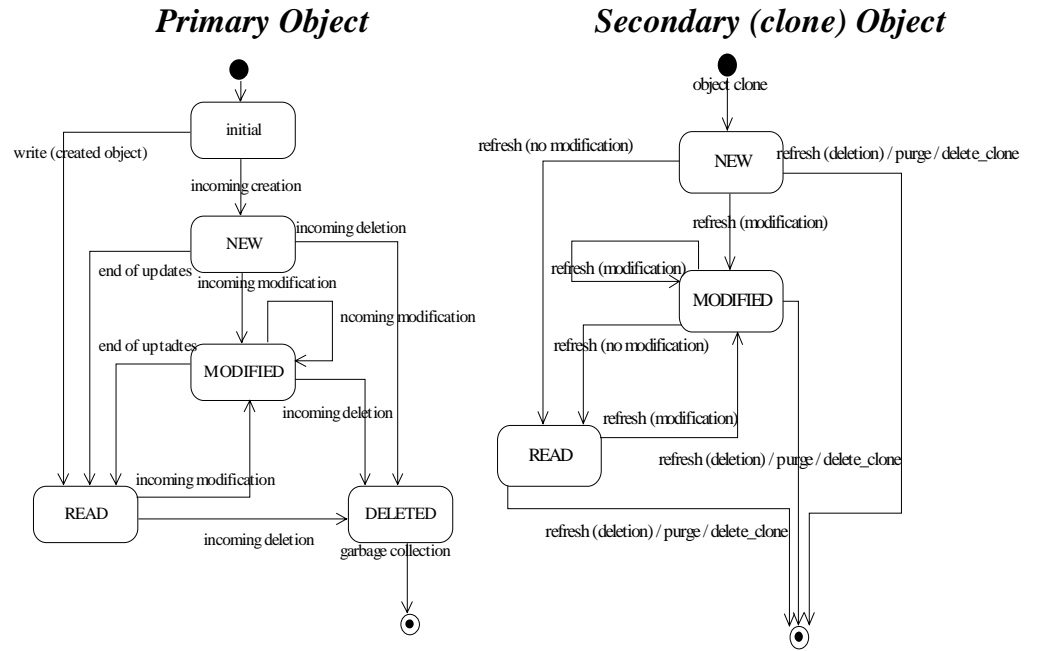 Primary Object
Secondary (clone) Object
object clone
initial
write (created object)
refresh (no modification)
NEW
refresh (deletion) / purge / delete_clone
incoming creation
NEW
incoming deletion
refresh (modification)
end of updates
incoming modification
refresh (modification)
MODIFIED
ncoming modification
end of uptadtes
refresh (no modification)
MODIFIED
incoming deletion
refresh (modification)
READ
refresh (deletion) / purge / delete_clone
incoming modification
READ
DELETED
incoming deletion
refresh (deletion) / purge / delete_clone
garbage collection